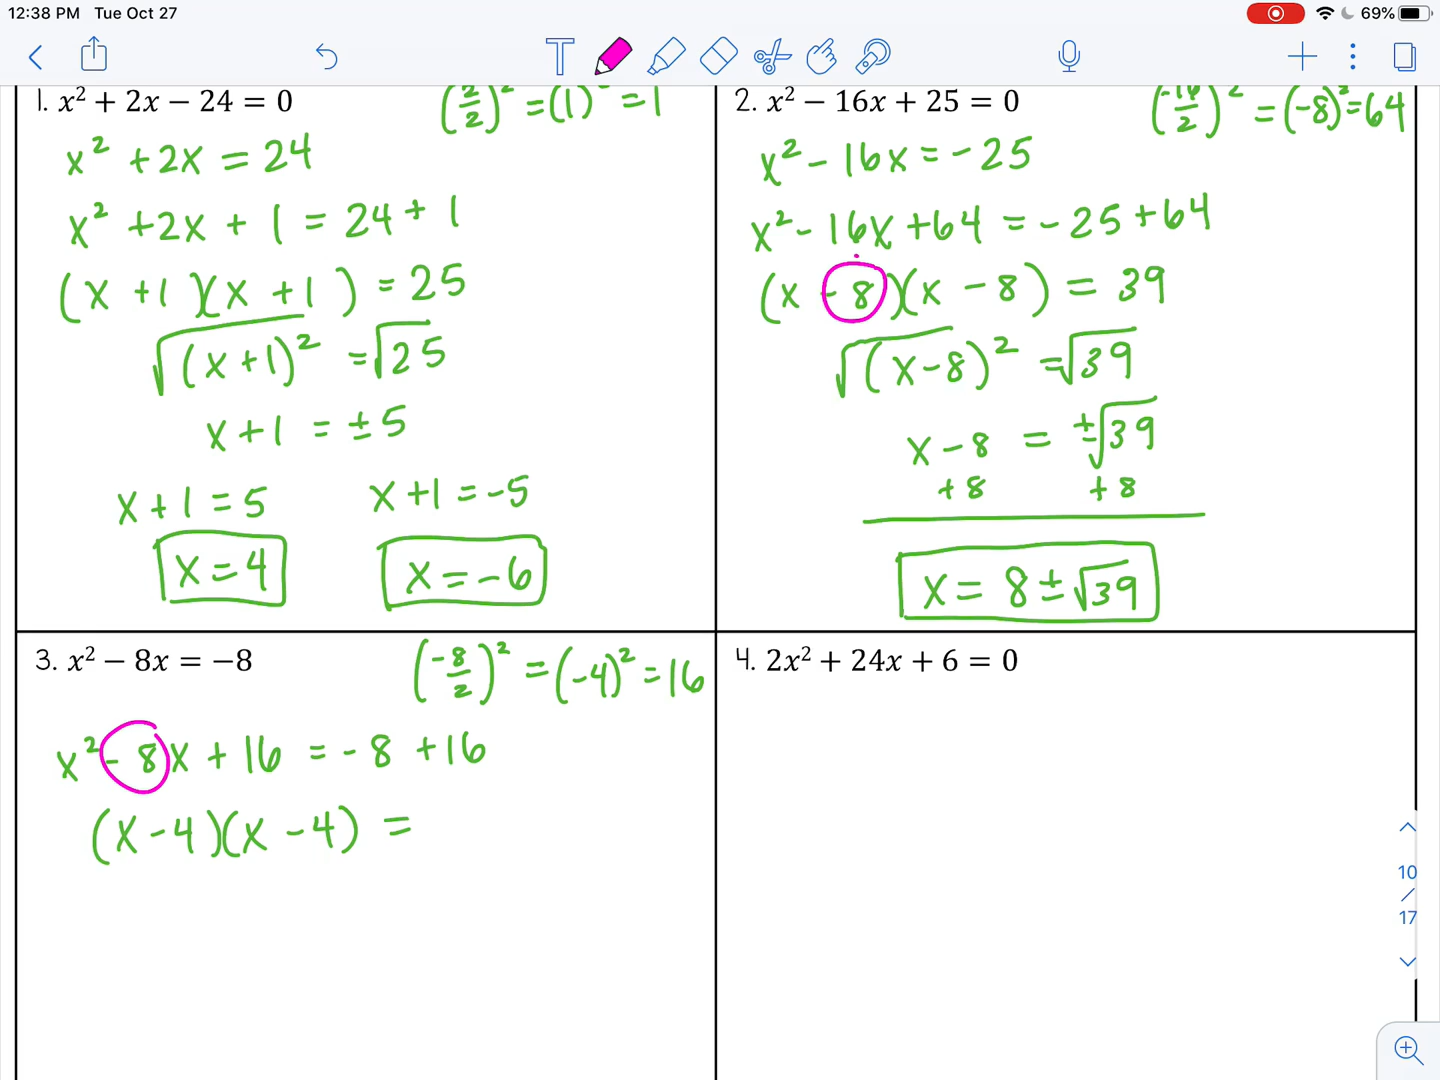 12:38 PM Tue Oct 27 69%
T
1. x² + 2x − 24 = 0
(2/2)² = (1)² = 1
x² + 2x = 24
x² + 2x + 1 = 24 + 1
(x + 1)(x + 1) = 25
√(x + 1)² = √25
x + 1 = ± 5
x + 1 = 5
x + 1 = -5
x = 4
x = -6
2. x² − 16x + 25 = 0
(-16/2)² = (-8)² = 64
x² - 16x = -25
x² - 16x + 64 = -25 + 64
(x - 8)(x - 8) = 39
√(x - 8)² = √39
x - 8 = ±√39
+ 8 + 8
x = 8 ± √39
3. x² − 8x = −8
(-8/2)² = (-4)² = 16
x² - 8x + 16 = -8 + 16
(x - 4)(x - 4) =
4. 2x² + 24x + 6 = 0
10
/
17